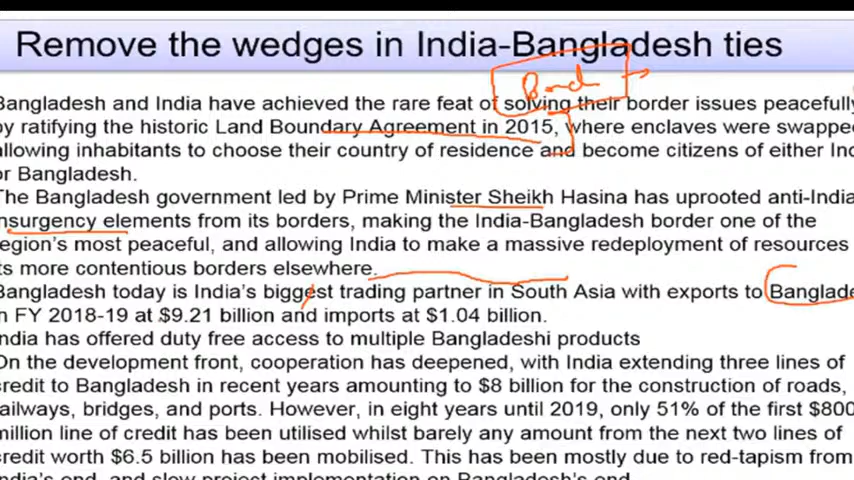 Remove the wedges in India-Bangladesh ties
Bangladesh and India have achieved the rare feat of solving their border issues peacefully
by ratifying the historic Land Boundary Agreement in 2015, where enclaves were swapped
allowing inhabitants to choose their country of residence and become citizens of either Ind
or Bangladesh.
The Bangladesh government led by Prime Minister Sheikh Hasina has uprooted anti-India
insurgency elements from its borders, making the India-Bangladesh border one of the
region's most peaceful, and allowing India to make a massive redeployment of resources
its more contentious borders elsewhere.
Bangladesh today is India's biggest trading partner in South Asia with exports to Banglade
in FY 2018-19 at $9.21 billion and imports at $1.04 billion.
India has offered duty free access to multiple Bangladeshi products
On the development front, cooperation has deepened, with India extending three lines of
credit to Bangladesh in recent years amounting to $8 billion for the construction of roads,
railways, bridges, and ports. However, in eight years until 2019, only 51% of the first $800
million line of credit has been utilised whilst barely any amount from the next two lines of
credit worth $6.5 billion has been mobilised. This has been mostly due to red-tapism from
India's end, and slow project implementation on Bangladesh's end